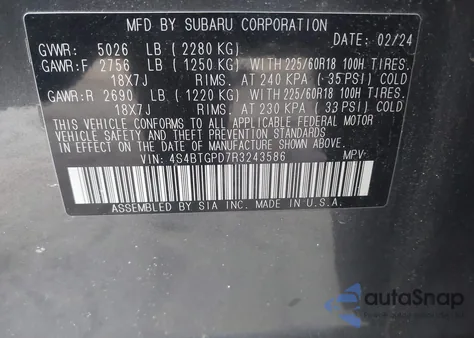 MFD BY SUBARU CORPORATION
GVWR: 5026 LB (2280 KG) DATE: 02/24
GAWR:F 2756 LB (1250 KG) WITH 225/60R18 100H TIRES.
18X7J RIMS. AT 240 KPA (35 PSI) COLD
GAWR:R 2690 LB (1220 KG) WITH 225/60R18 100H TIRES.
18X7J RIMS. AT 230 KPA (33 PSI) COLD
THIS VEHICLE CONFORMS TO ALL APPLICABLE FEDERAL MOTOR
VEHICLE SAFETY, BUMPER AND THEFT PREVENTION STANDARDS
IN EFFECT ON THE DATE OF MANUFACTURE SHOWN ABOVE.
VIN: 4S4BTGPD7R3243586 MPV
ASSEMBLED BY SIA INC. MADE IN U.S.A.
autoSnap